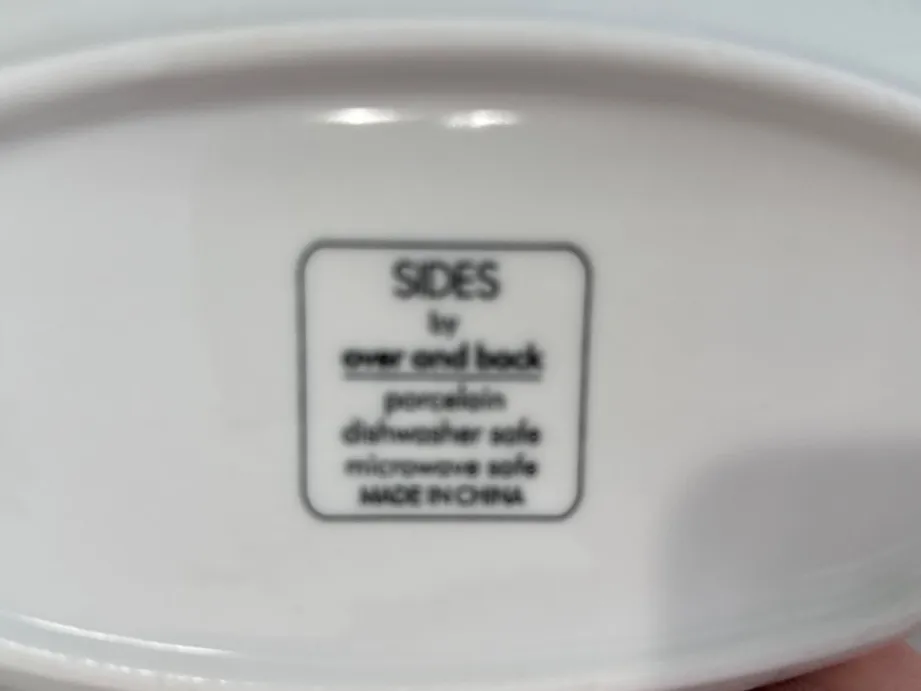 SIDES
by
over and back
porcelain
dishwasher safe
microwave safe
MADE IN CHINA